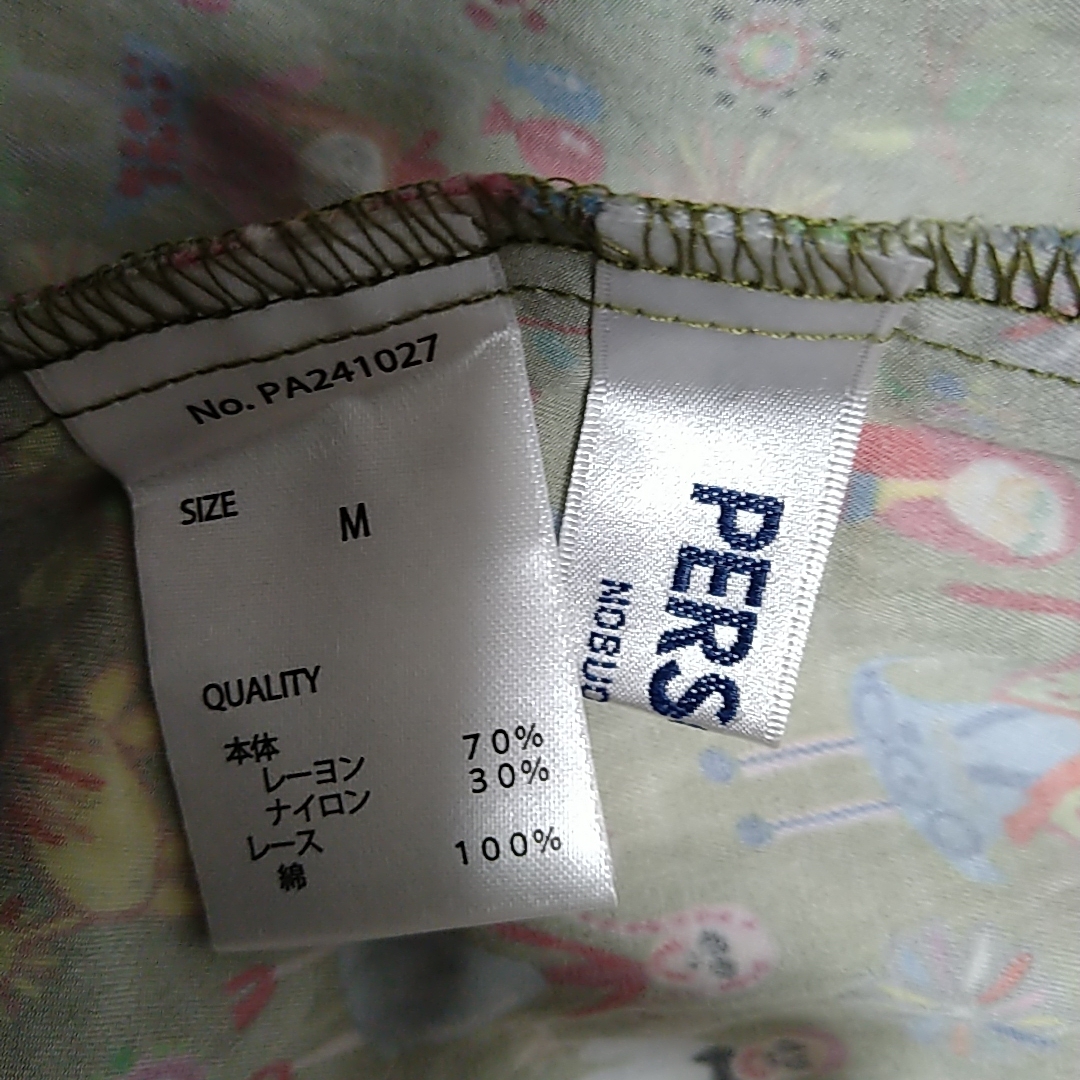 No. PA241027
SIZE M
QUALITY
本体
レーヨン 70%
ナイロン 30%
レース
綿 100%
PERS
NOBUO